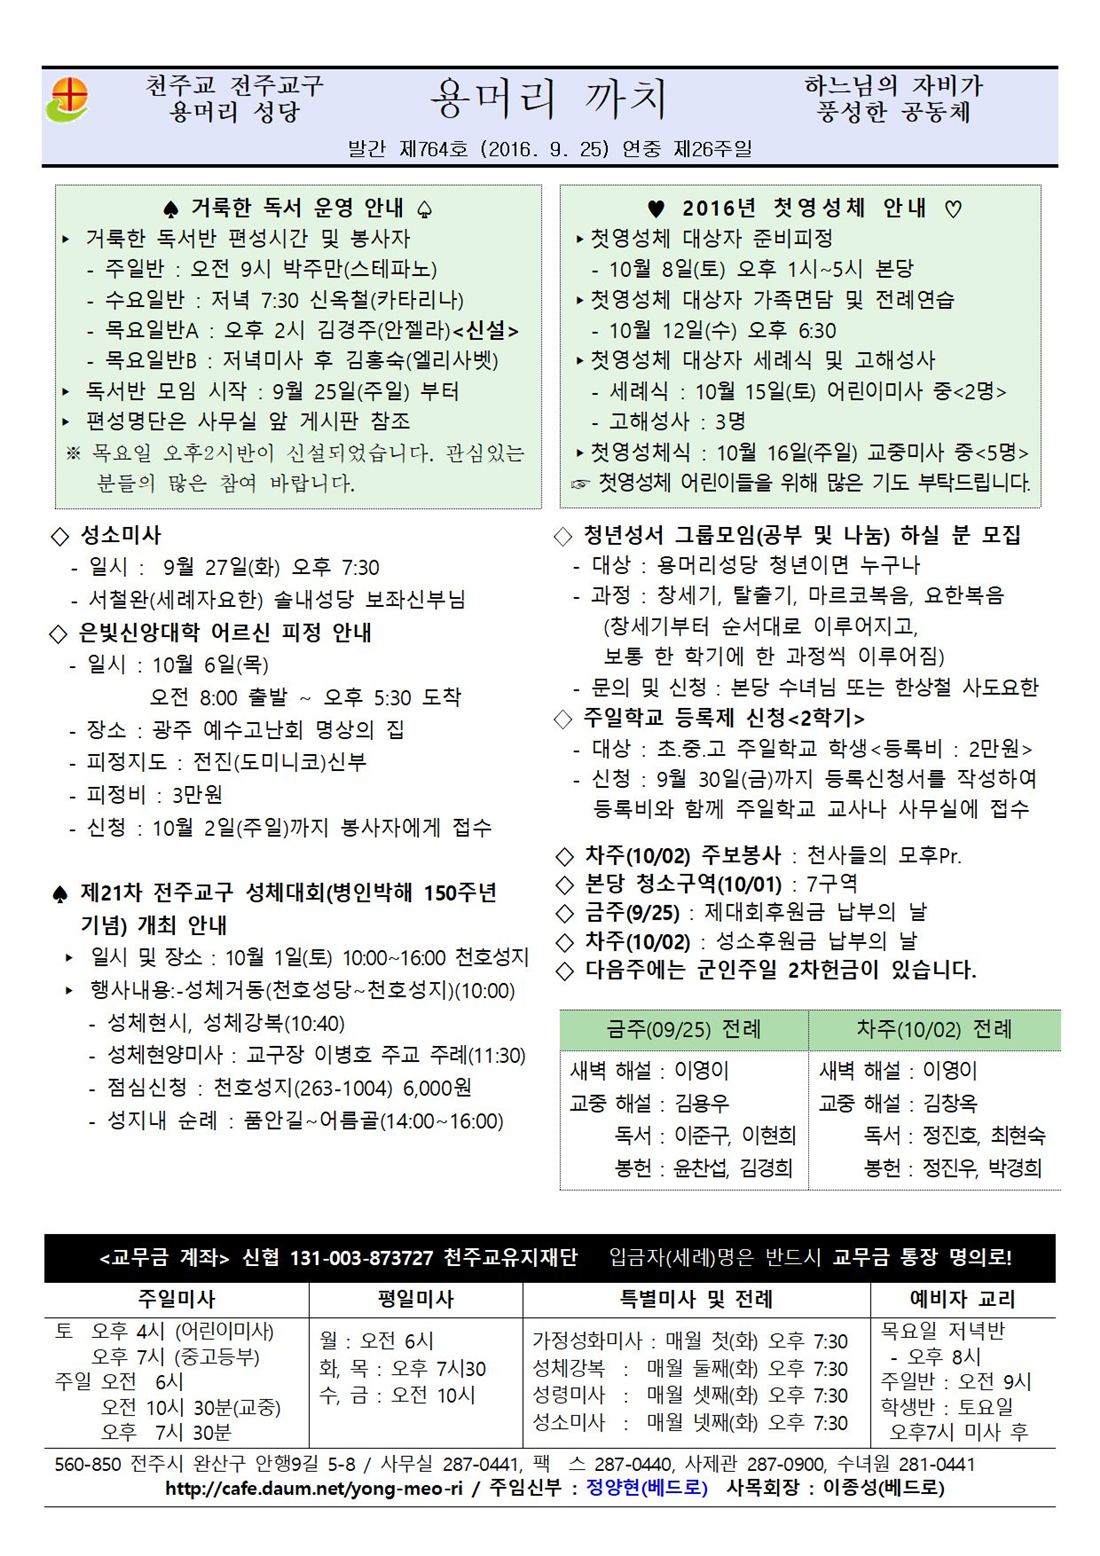 천주교 전주교구
용머리 성당
용머리 까치
하느님의 자비가
풍성한 공동체
발간 제764호 (2016. 9. 25) 연중 제26주일
♠ 거룩한 독서 운영 안내 ♤
▸ 거룩한 독서반 편성시간 및 봉사자
- 주일반 : 오전 9시 박주만(스테파노)
- 수요일반 : 저녁 7:30 신옥철(카타리나)
- 목요일반A : 오후 2시 김경주(안젤라)<신설>
- 목요일반B : 저녁미사 후 김홍숙(엘리사벳)
▸ 독서반 모임 시작 : 9월 25일(주일) 부터
▸ 편성명단은 사무실 앞 게시판 참조
※ 목요일 오후2시반이 신설되었습니다. 관심있는
분들의 많은 참여 바랍니다.
◇ 성소미사
- 일시 : 9월 27일(화) 오후 7:30
- 서철완(세례자요한) 솔내성당 보좌신부님
◇ 은빛신앙대학 어르신 피정 안내
- 일시 : 10월 6일(목)
오전 8:00 출발 ~ 오후 5:30 도착
- 장소 : 광주 예수고난회 명상의 집
- 피정지도 : 전진(도미니코)신부
- 피정비 : 3만원
- 신청 : 10월 2일(주일)까지 봉사자에게 접수
♠ 제21차 전주교구 성체대회(병인박해 150주년
기념) 개최 안내
▸ 일시 및 장소 : 10월 1일(토) 10:00~16:00 천호성지
▸ 행사내용:-성체거동(천호성당~천호성지)(10:00)
- 성체현시, 성체강복(10:40)
- 성체현양미사 : 교구장 이병호 주교 주례(11:30)
- 점심신청 : 천호성지(263-1004) 6,000원
- 성지내 순례 : 품안길~어름골(14:00~16:00)
♥ 2016년 첫영성체 안내 ♡
▸첫영성체 대상자 준비피정
- 10월 8일(토) 오후 1시~5시 본당
▸첫영성체 대상자 가족면담 및 전례연습
- 10월 12일(수) 오후 6:30
▸첫영성체 대상자 세례식 및 고해성사
- 세례식 : 10월 15일(토) 어린이미사 중<2명>
- 고해성사 : 3명
▸첫영성체식 : 10월 16일(주일) 교중미사 중<5명>
☞ 첫영성체 어린이들을 위해 많은 기도 부탁드립니다.
◇ 청년성서 그룹모임(공부 및 나눔) 하실 분 모집
- 대상 : 용머리성당 청년이면 누구나
- 과정 : 창세기, 탈출기, 마르코복음, 요한복음
(창세기부터 순서대로 이루어지고,
보통 한 학기에 한 과정씩 이루어짐)
- 문의 및 신청 : 본당 수녀님 또는 한상철 사도요한
◇ 주일학교 등록제 신청<2학기>
- 대상 : 초.중.고 주일학교 학생<등록비 : 2만원>
- 신청 : 9월 30일(금)까지 등록신청서를 작성하여
등록비와 함께 주일학교 교사나 사무실에 접수
◇ 차주(10/02) 주보봉사 : 천사들의 모후Pr.
◇ 본당 청소구역(10/01) : 7구역
◇ 금주(9/25) : 제대회후원금 납부의 날
◇ 차주(10/02) : 성소후원금 납부의 날
◇ 다음주에는 군인주일 2차헌금이 있습니다.
금주(09/25) 전례
새벽 해설 : 이영이
교중 해설 : 김용우
독서 : 이준구, 이현희
봉헌 : 윤찬섭, 김경희
차주(10/02) 전례
새벽 해설 : 이영이
교중 해설 : 김창옥
독서 : 정진호, 최현숙
봉헌 : 정진우, 박경희
<교무금 계좌> 신협 131-003-873727 천주교유지재단 입금자(세례)명은 반드시 교무금 통장 명의로!
주일미사
토 오후 4시 (어린이미사)
오후 7시 (중고등부)
주일 오전 6시
오전 10시 30분(교중)
오후 7시 30분
평일미사
월 : 오전 6시
화, 목 : 오후 7시30
수, 금 : 오전 10시
특별미사 및 전례
가정성화미사 : 매월 첫(화) 오후 7:30
성체강복 : 매월 둘째(화) 오후 7:30
성령미사 : 매월 셋째(화) 오후 7:30
성소미사 : 매월 넷째(화) 오후 7:30
예비자 교리
목요일 저녁반
- 오후 8시
주일반 : 오전 9시
학생반 : 토요일
오후7시 미사 후
560-850 전주시 완산구 안행9길 5-8 / 사무실 287-0441, 팩 스 287-0440, 사제관 287-0900, 수녀원 281-0441
http://cafe.daum.net/yong-meo-ri / 주임신부 : 정양현(베드로) 사목회장 : 이종성(베드로)